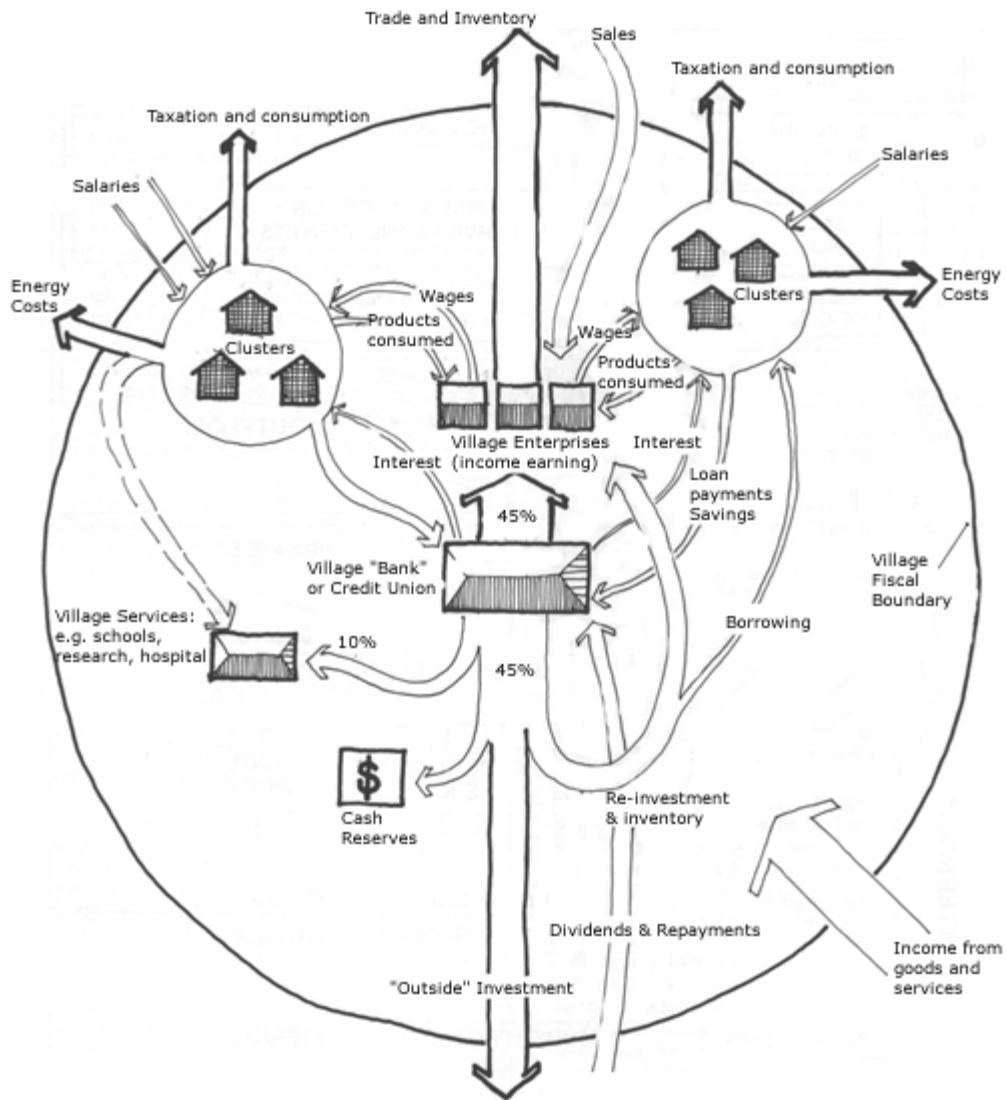 Trade and Inventory
Sales
Taxation and consumption
Taxation and consumption
Salaries
Salaries
Energy
Costs
Energy
Costs
Wages
Products
consumed
Clusters
Clusters
Wages
Products
consumed
Village Enterprises
(income earning)
Interest
Interest
Loan
payments
Savings
45%
Village "Bank"
or Credit Union
Village
Fiscal
Boundary
Village Services:
e.g. schools,
research, hospital
10%
45%
Borrowing
$
Cash
Reserves
Re-investment
& inventory
Dividends & Repayments
Income from
goods and
services
"Outside" Investment